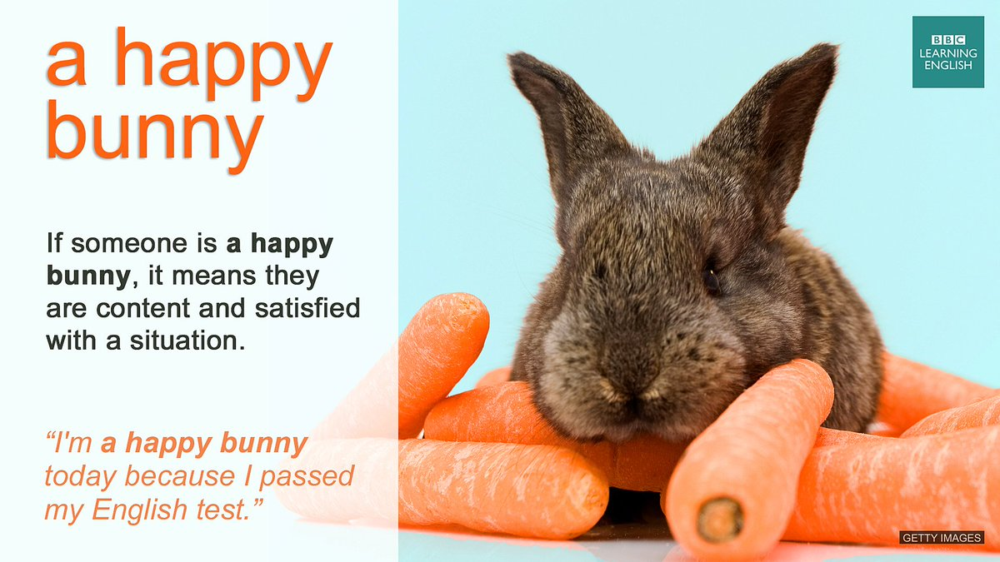 a happy
bunny
If someone is a happy
bunny, it means they
are content and satisfied
with a situation.
“I'm a happy bunny
today because I passed
my English test.”
BBC
LEARNING
ENGLISH
GETTY IMAGES